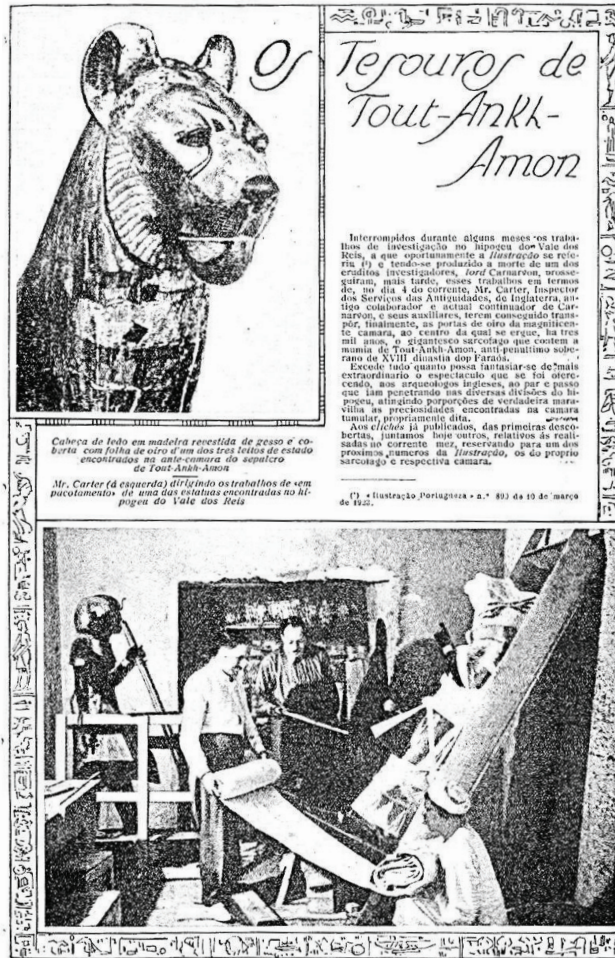 Os Tesouros de
Tout-Ankh-
Amon
Interrompidos durante alguns meses os traba-
lhos de investigação no hipogeu do Vale dos
Reis, a que oportunamente a Ilustração se refe-
riu (¹) e tendo-se produzido a morte de um dos
eruditos investigadores, lord Carnarvon, prosse-
guiram, mais tarde, esses trabalhos em termos
de, no dia 4 do corrente, Mr. Carter, Inspector
dos Serviços das Antiguidades, de Inglaterra, an-
tigo colaborador e actual continuador de Car-
narvon, e seus auxiliares, terem conseguido trans-
pôr, finalmente, as portas de oiro da magnificen-
te camara, ao centro da qual se ergue, ha tres
mil anos, o gigantesco sarcofago que contem a
mumia de Tout-Ankh-Amon, anti-penultimo sobe-
rano de XVIII dinastia dop Faraós.
Excede tudo quanto possa fantasiar-se de mais
extraordinario o espectaculo que se foi ofere-
cendo, aos arqueologos ingleses, ao par e passo
que iam penetrando nas diversas divisões do hi-
pogeu, atingindo porporções de verdadeira mara-
vilha as preciosidades encontradas na camara
tumular, propriamente dita.
Aos clichés já publicados, das primeiras desco-
bertas, juntamos hoje outros, relativos ás reali-
sadas no corrente mez, reservando para um dos
proximos numeros da Ilustração, os do proprio
sarcofago e respectiva camara.
(¹) «Ilustração Portugueza» n.º 890 de 10 de março
de 1923.
Cabeça de leão em madeira revestida de gesso e co-
berta com folha de oiro d'um dos tres leitos de estado
encontrados na ante-camara do sepulcro
de Tout-Ankh-Amon
Mr. Carter (á esquerda) dirigindo os trabalhos de «em
pacotamento» de uma das estatuas encontradas no hi-
pogeu do Vale dos Reis